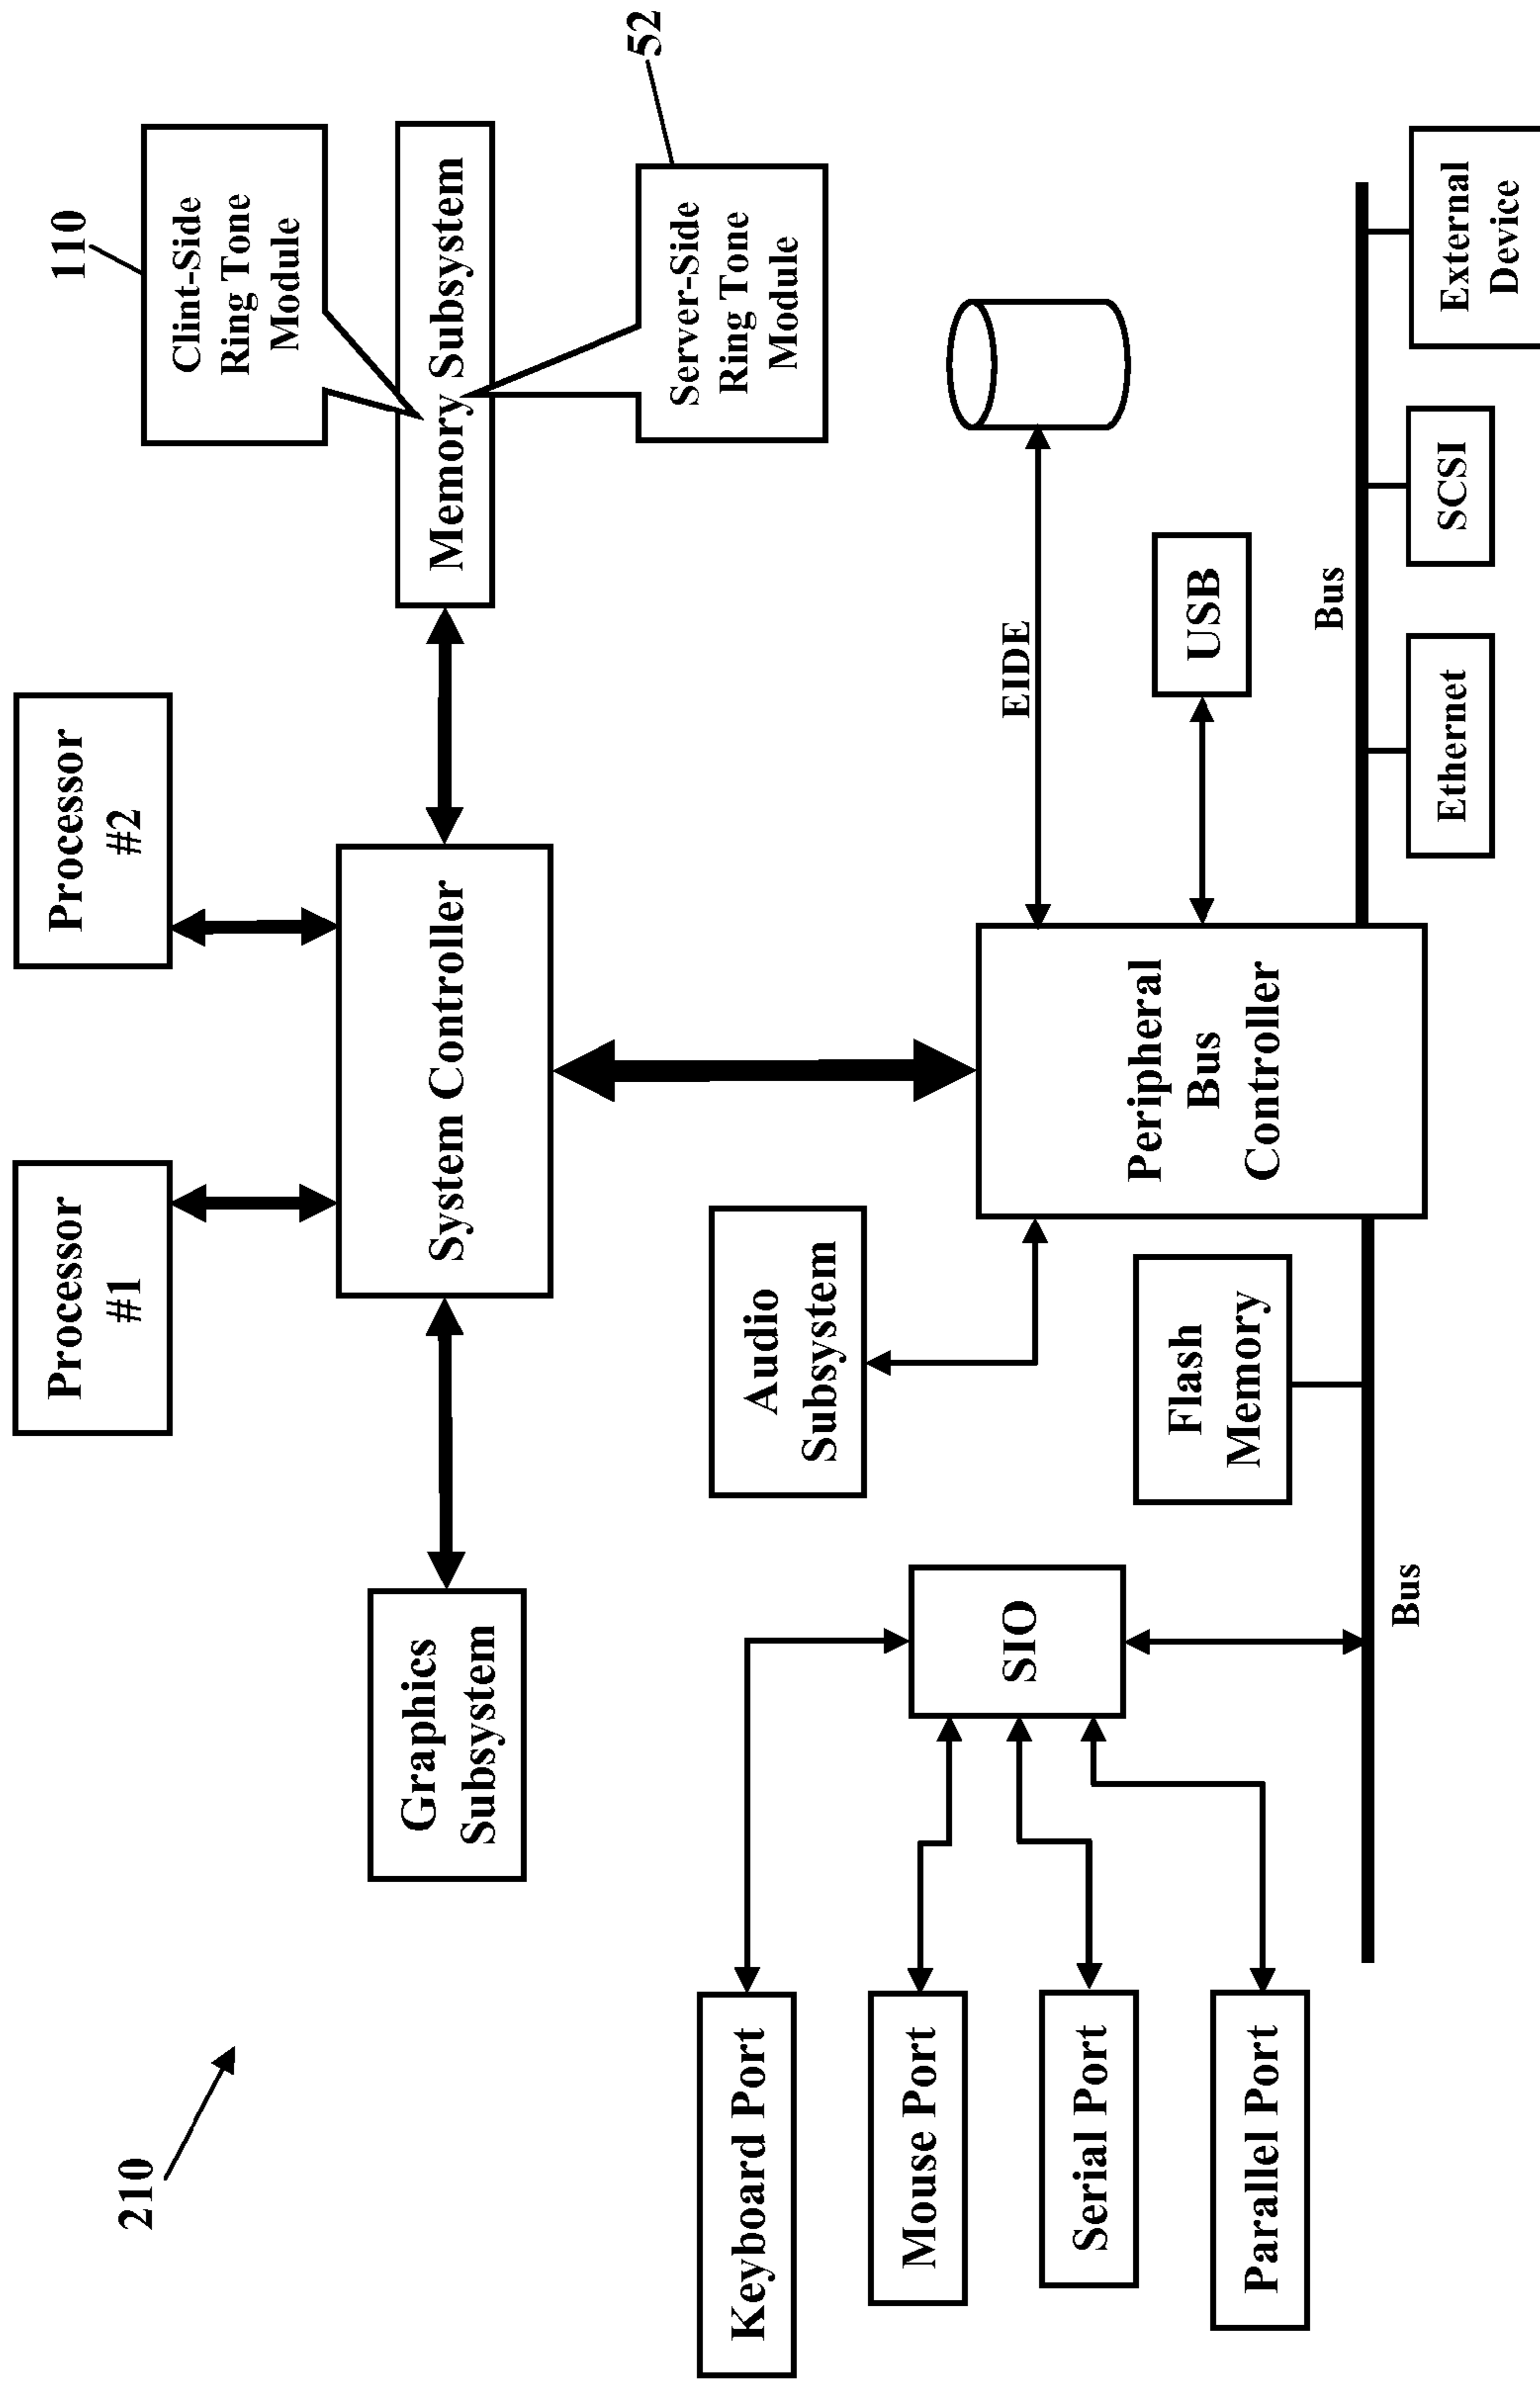 210
Processor
#1
Processor
#2
110
Clint-Side
Ring Tone
Module
Graphics
Subsystem
System Controller
Memory Subsystem
52
Server-Side
Ring Tone
Module
Keyboard Port
Mouse Port
Serial Port
Parallel Port
SIO
Audio
Subsystem
Flash
Memory
Peripheral
Bus
Controller
EIDE
USB
Bus
Bus
Ethernet
SCSI
External
Device